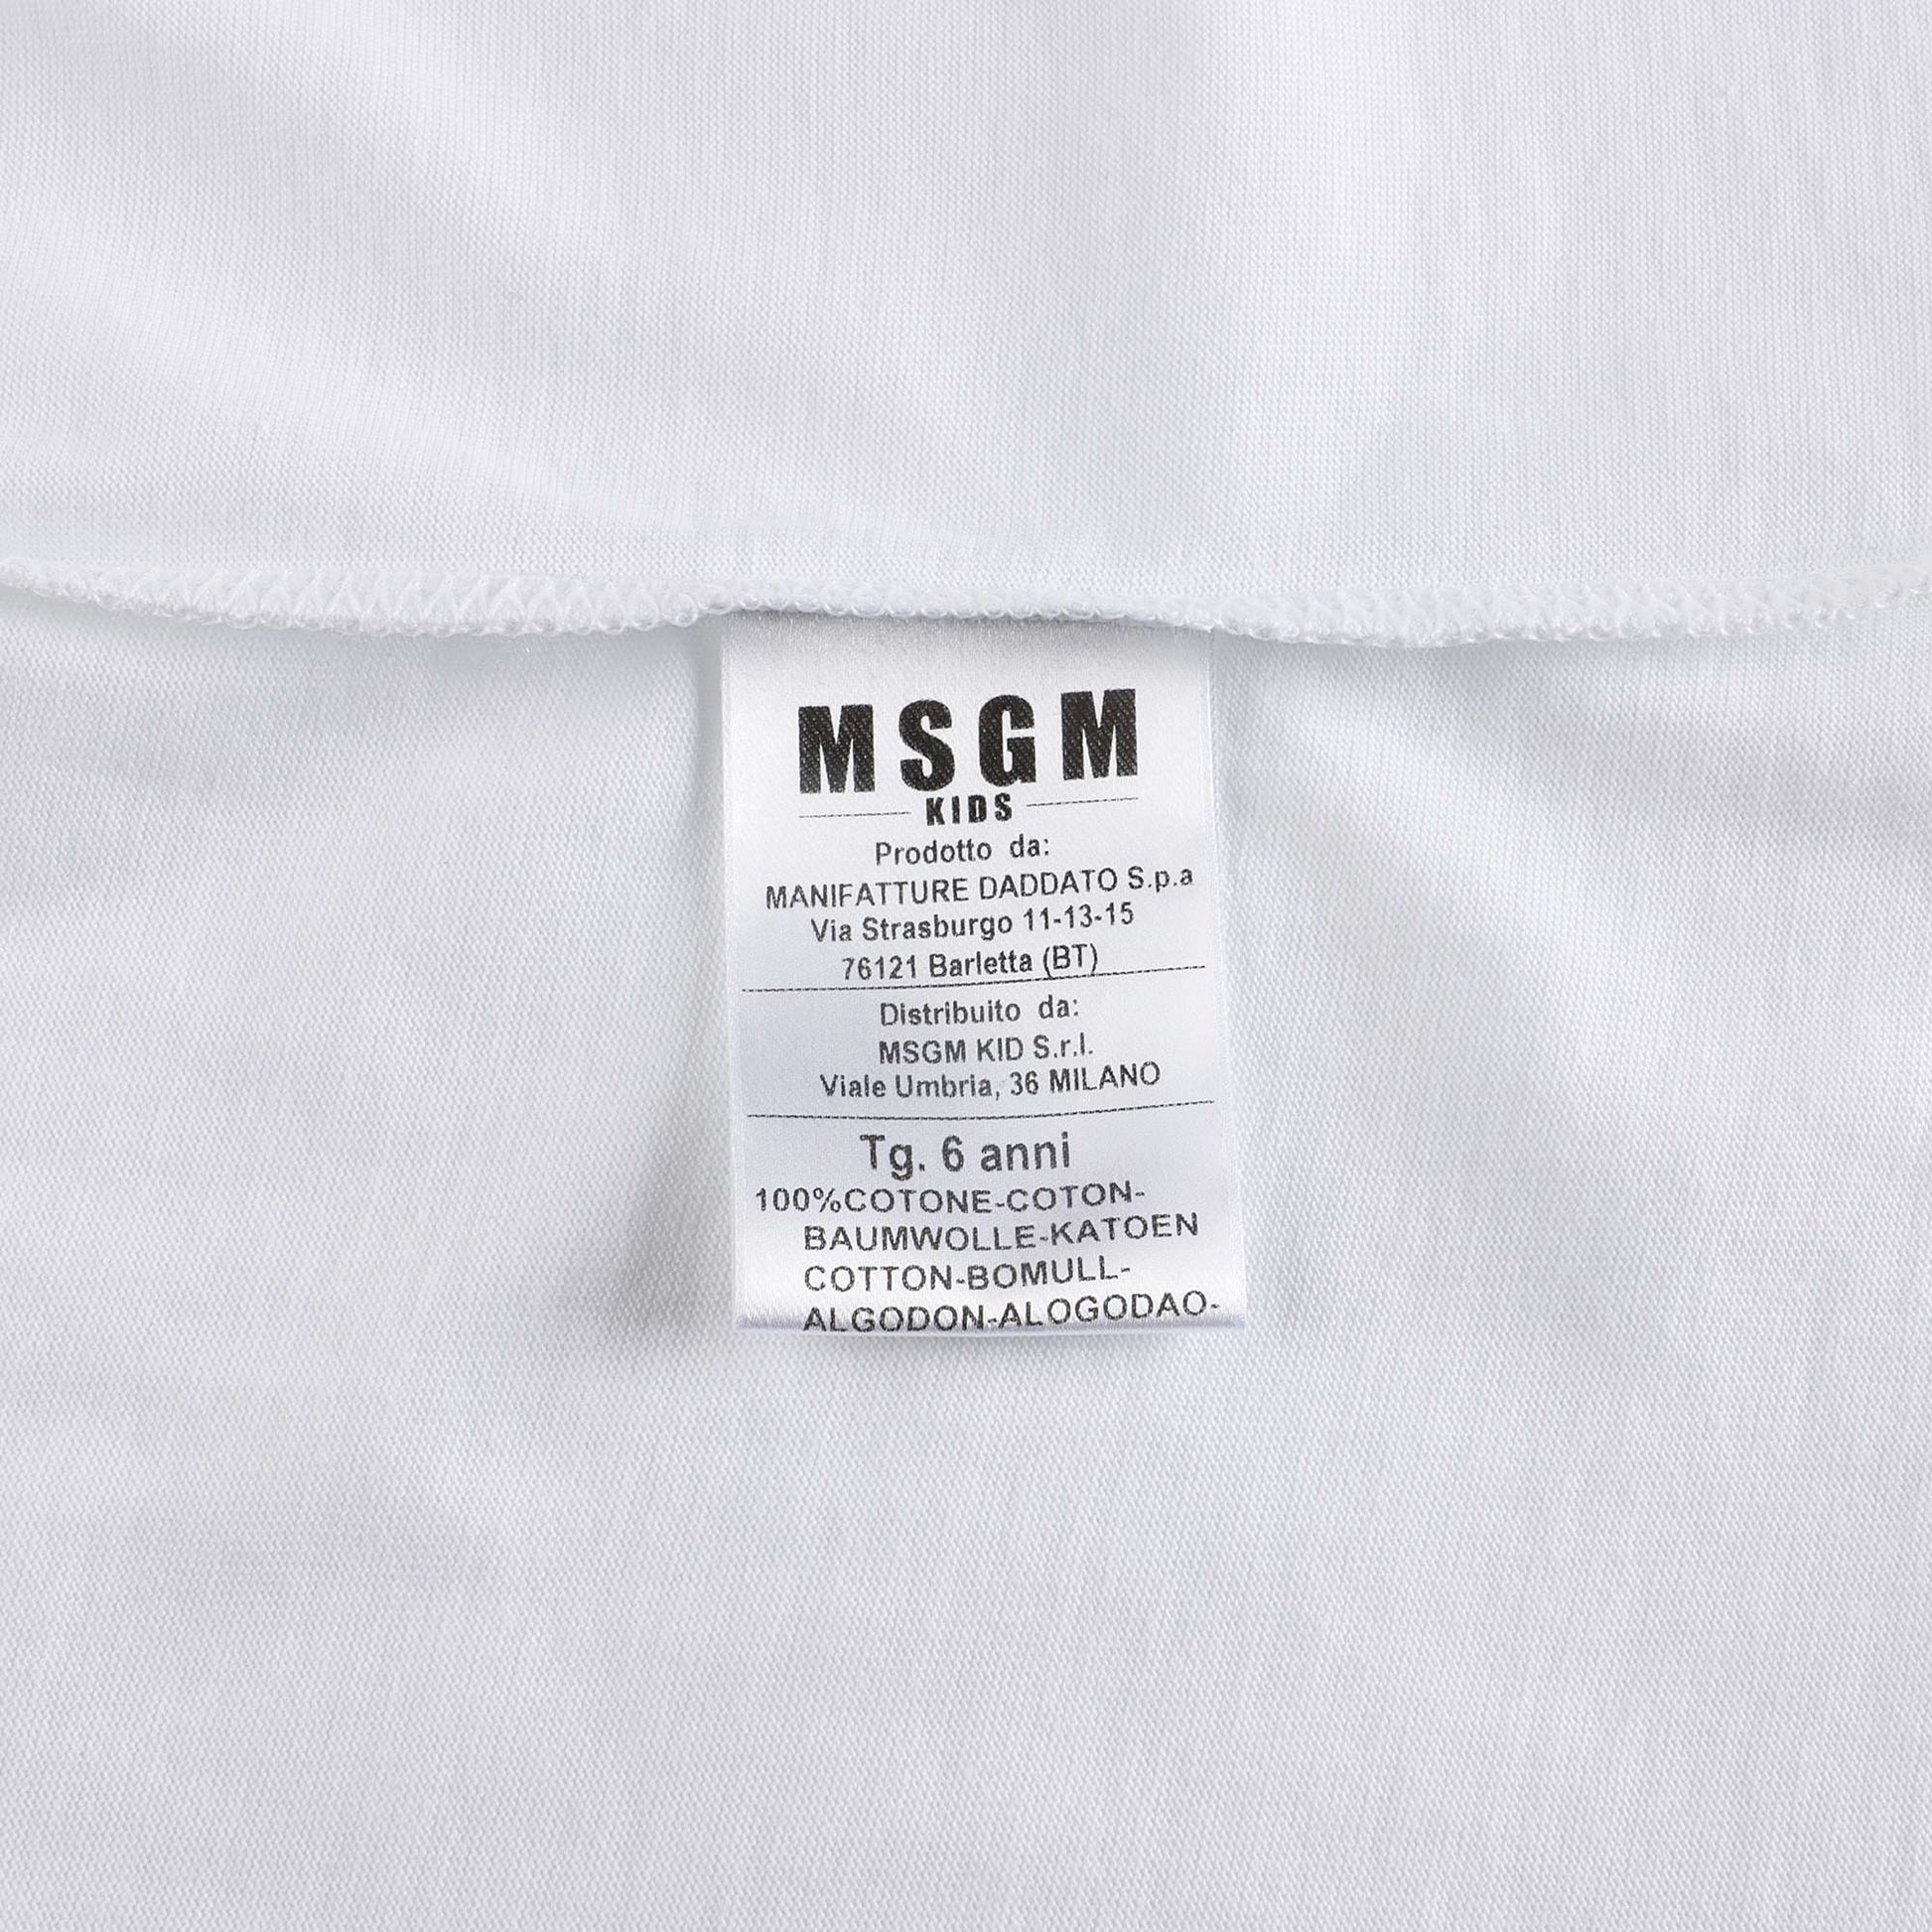 MSGM
KIDS
Prodotto da:
MANIFATTURE DADDATO S.p.a
Via Strasburgo 11-13-15
76121 Barletta (BT)
Distribuito da:
MSGM KID S.r.l.
Viale Umbria, 36 MILANO
Tg. 6 anni
100%COTONE-COTON-
BAUMWOLLE-KATOEN
COTTON-BOMULL-
ALGODON-ALOGODAO-